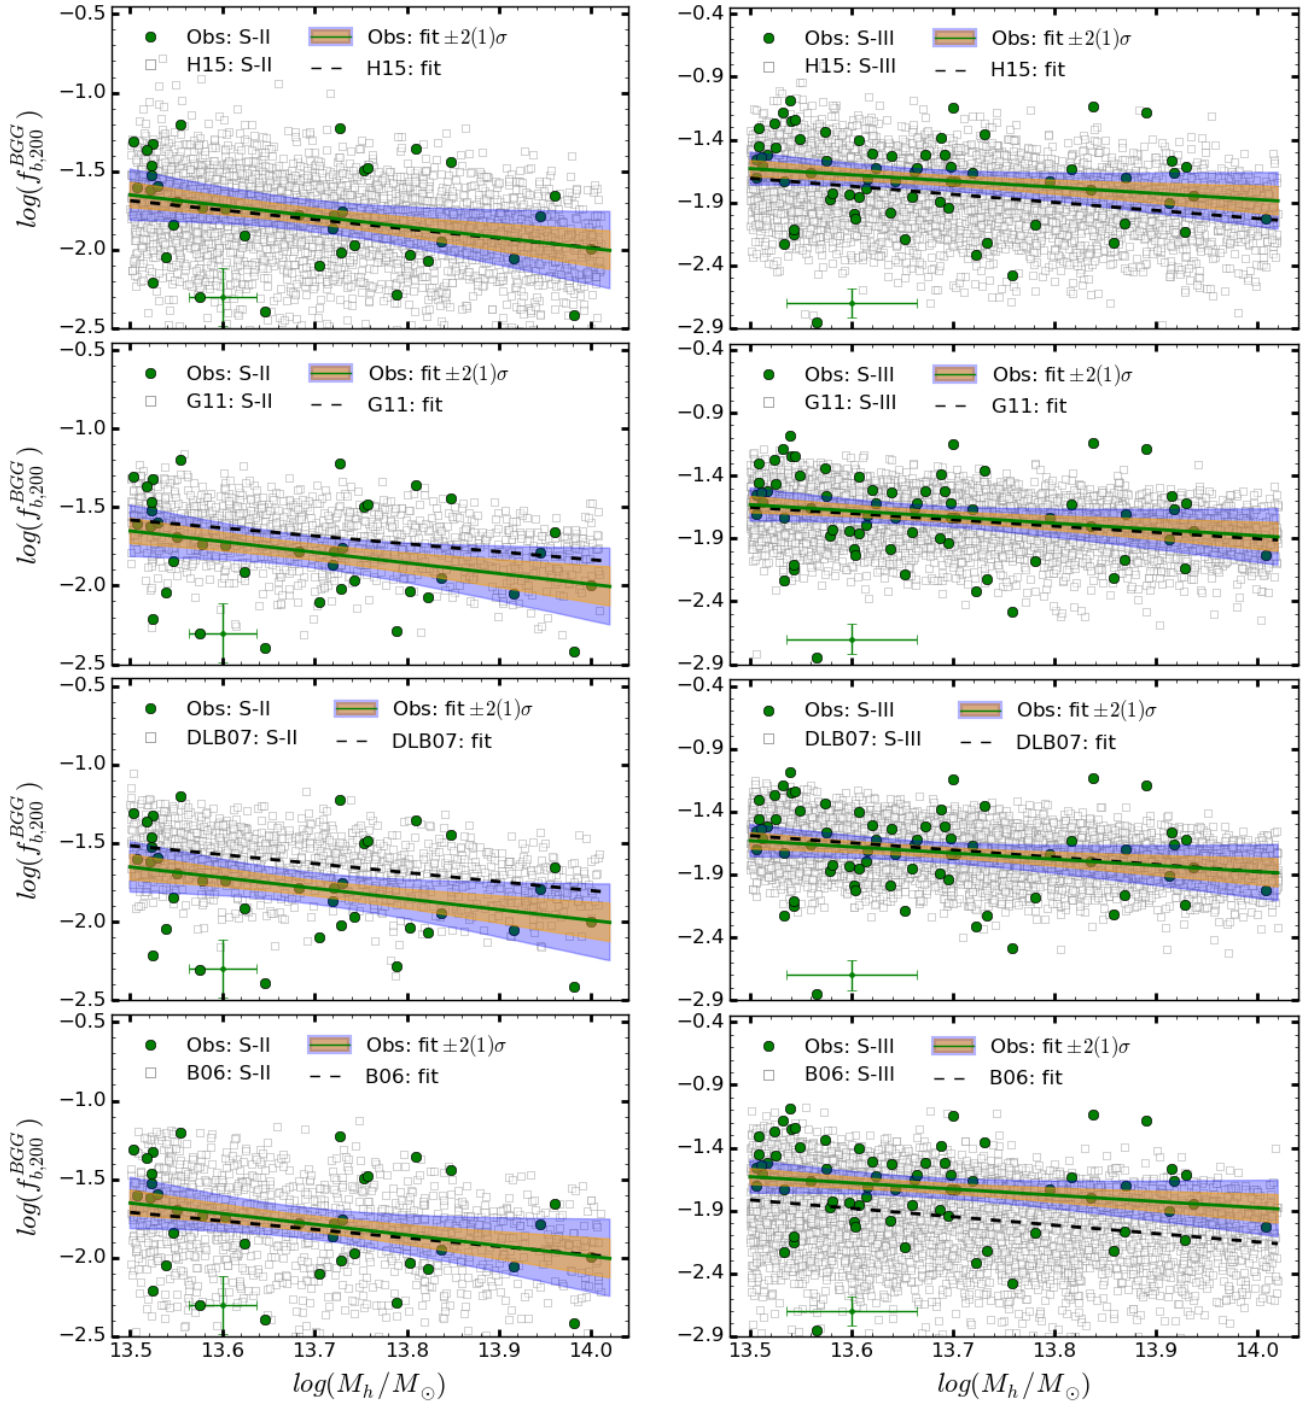 −0.5
−1.0
−1.5
−2.0
−2.5
log(f_{b,200}^{BGG})
Obs: S-II
H15: S-II
Obs: fit ±2(1)σ
H15: fit
−0.4
−0.9
−1.4
−1.9
−2.4
−2.9
Obs: S-III
H15: S-III
Obs: fit ±2(1)σ
H15: fit
−0.5
−1.0
−1.5
−2.0
−2.5
log(f_{b,200}^{BGG})
Obs: S-II
G11: S-II
Obs: fit ±2(1)σ
G11: fit
−0.4
−0.9
−1.4
−1.9
−2.4
−2.9
Obs: S-III
G11: S-III
Obs: fit ±2(1)σ
G11: fit
−0.5
−1.0
−1.5
−2.0
−2.5
log(f_{b,200}^{BGG})
Obs: S-II
DLB07: S-II
Obs: fit ±2(1)σ
DLB07: fit
−0.4
−0.9
−1.4
−1.9
−2.4
−2.9
Obs: S-III
DLB07: S-III
Obs: fit ±2(1)σ
DLB07: fit
−0.5
−1.0
−1.5
−2.0
−2.5
log(f_{b,200}^{BGG})
Obs: S-II
B06: S-II
Obs: fit ±2(1)σ
B06: fit
13.5 13.6 13.7 13.8 13.9 14.0
log(M_h/M_⊙)
−0.4
−0.9
−1.4
−1.9
−2.4
−2.9
Obs: S-III
B06: S-III
Obs: fit ±2(1)σ
B06: fit
13.5 13.6 13.7 13.8 13.9 14.0
log(M_h/M_⊙)